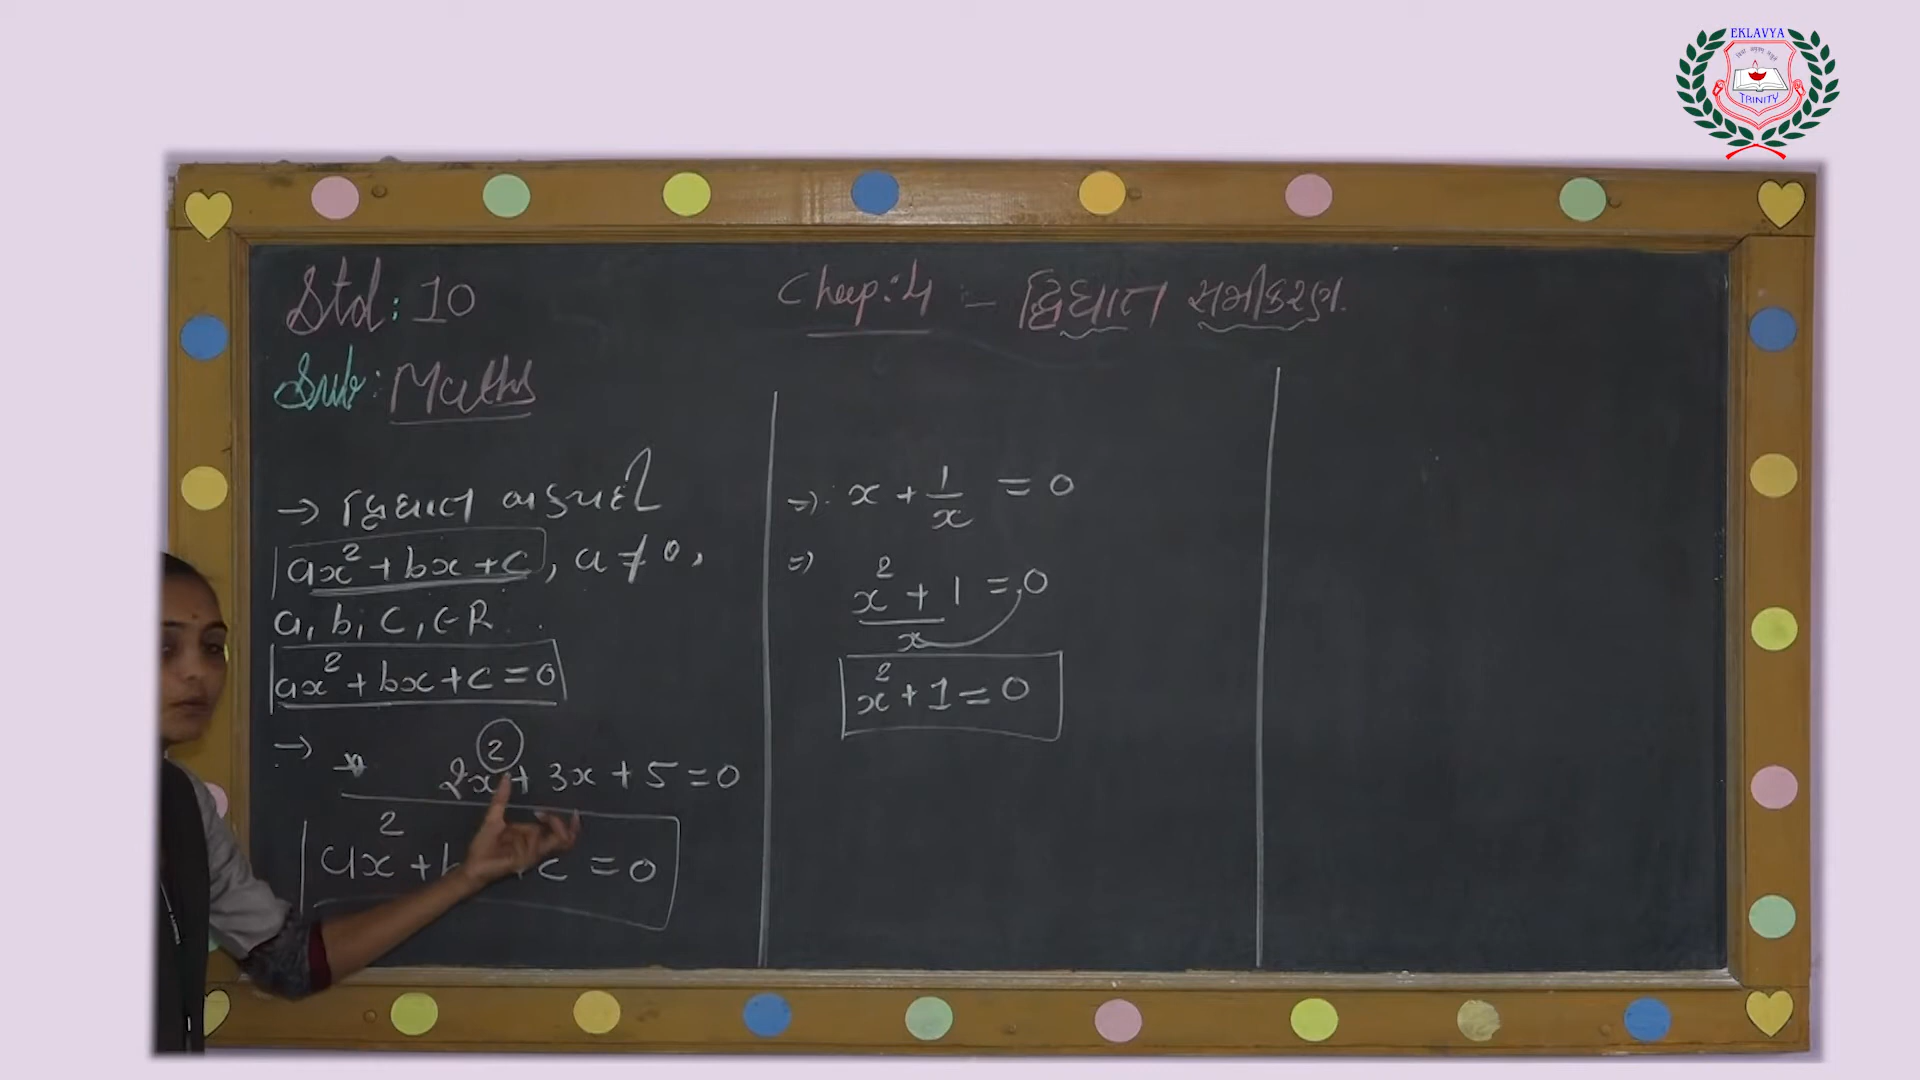 EKLAVYA
TRINITY
Std: 10
Chap: 4 :- દ્વિઘાત સમીકરણ.
Sub: Maths
→ દ્વિઘાત બહુપદી
ax² + bx + c, a ≠ 0,
a, b, c, ∈ R
ax² + bx + c = 0
→ 2x² + 3x + 5 = 0
ax² + b + c = 0
⇒ x + 1/x = 0
⇒ x² + 1 / x = 0
x² + 1 = 0